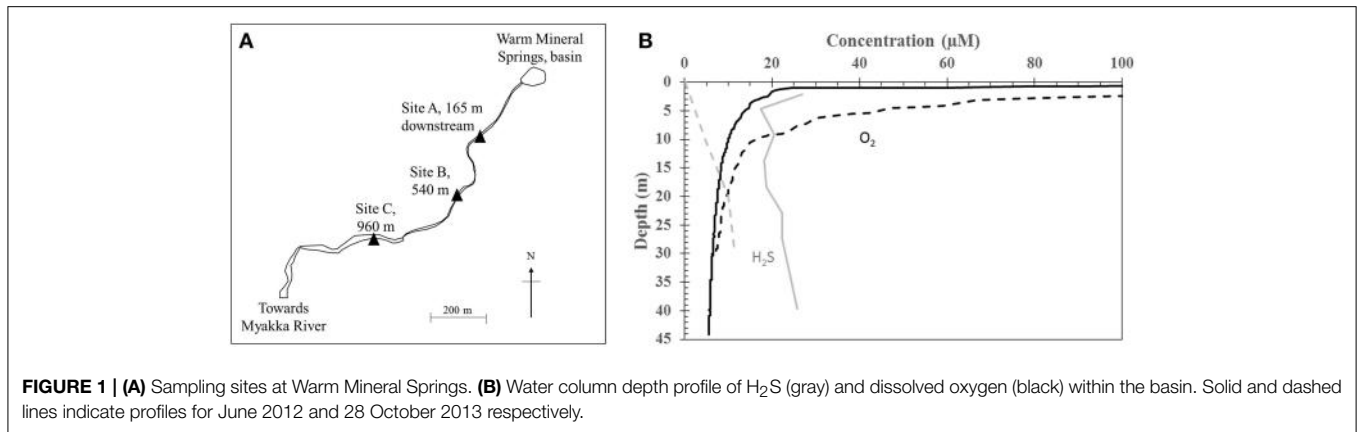 A
Warm Mineral
Springs, basin
Site A, 165 m
downstream
Site B,
540 m
Site C,
960 m
N
200 m
Towards
Myakka River
B
Concentration (µM)
0 20 40 60 80 100
Depth (m)
0
5
10
15
20
25
30
35
40
45
O₂
H₂S
FIGURE 1 | (A) Sampling sites at Warm Mineral Springs. (B) Water column depth profile of H₂S (gray) and dissolved oxygen (black) within the basin. Solid and dashed
lines indicate profiles for June 2012 and 28 October 2013 respectively.